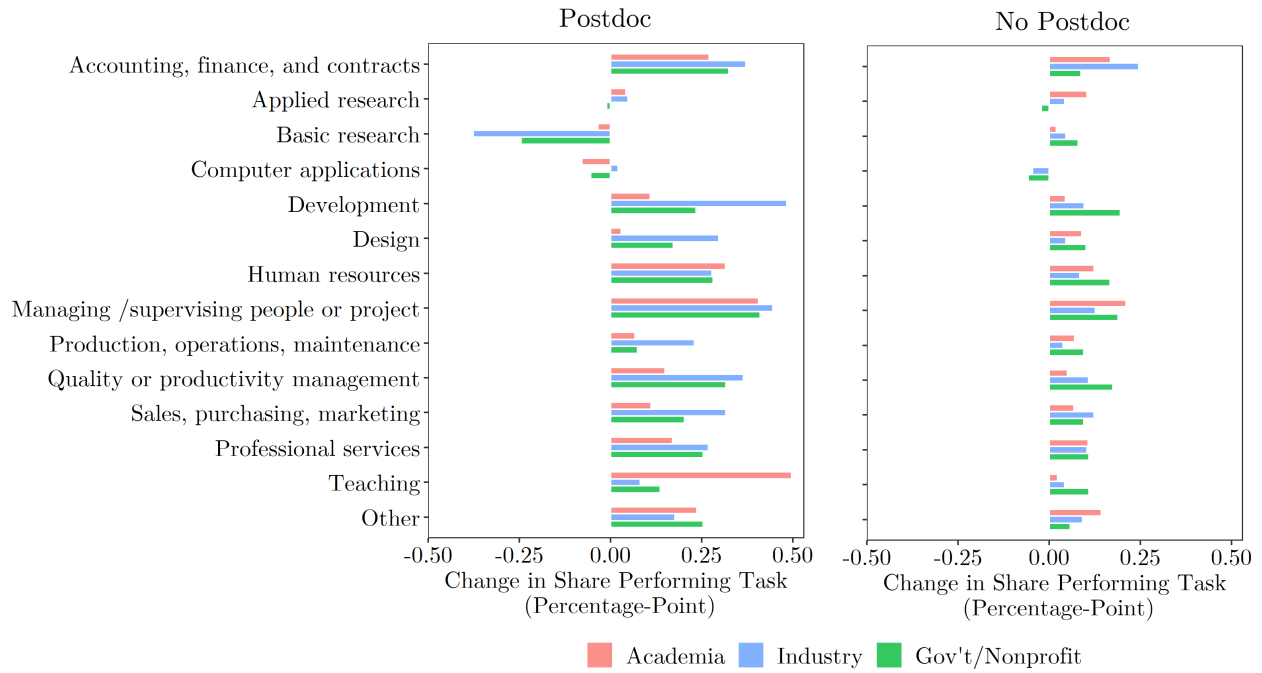 Postdoc
No Postdoc
Accounting, finance, and contracts
Applied research
Basic research
Computer applications
Development
Design
Human resources
Managing /supervising people or project
Production, operations, maintenance
Quality or productivity management
Sales, purchasing, marketing
Professional services
Teaching
Other
-0.50 -0.25 0.00 0.25 0.50
-0.50 -0.25 0.00 0.25 0.50
Change in Share Performing Task
(Percentage-Point)
Change in Share Performing Task
(Percentage-Point)
Academia Industry Gov't/Nonprofit